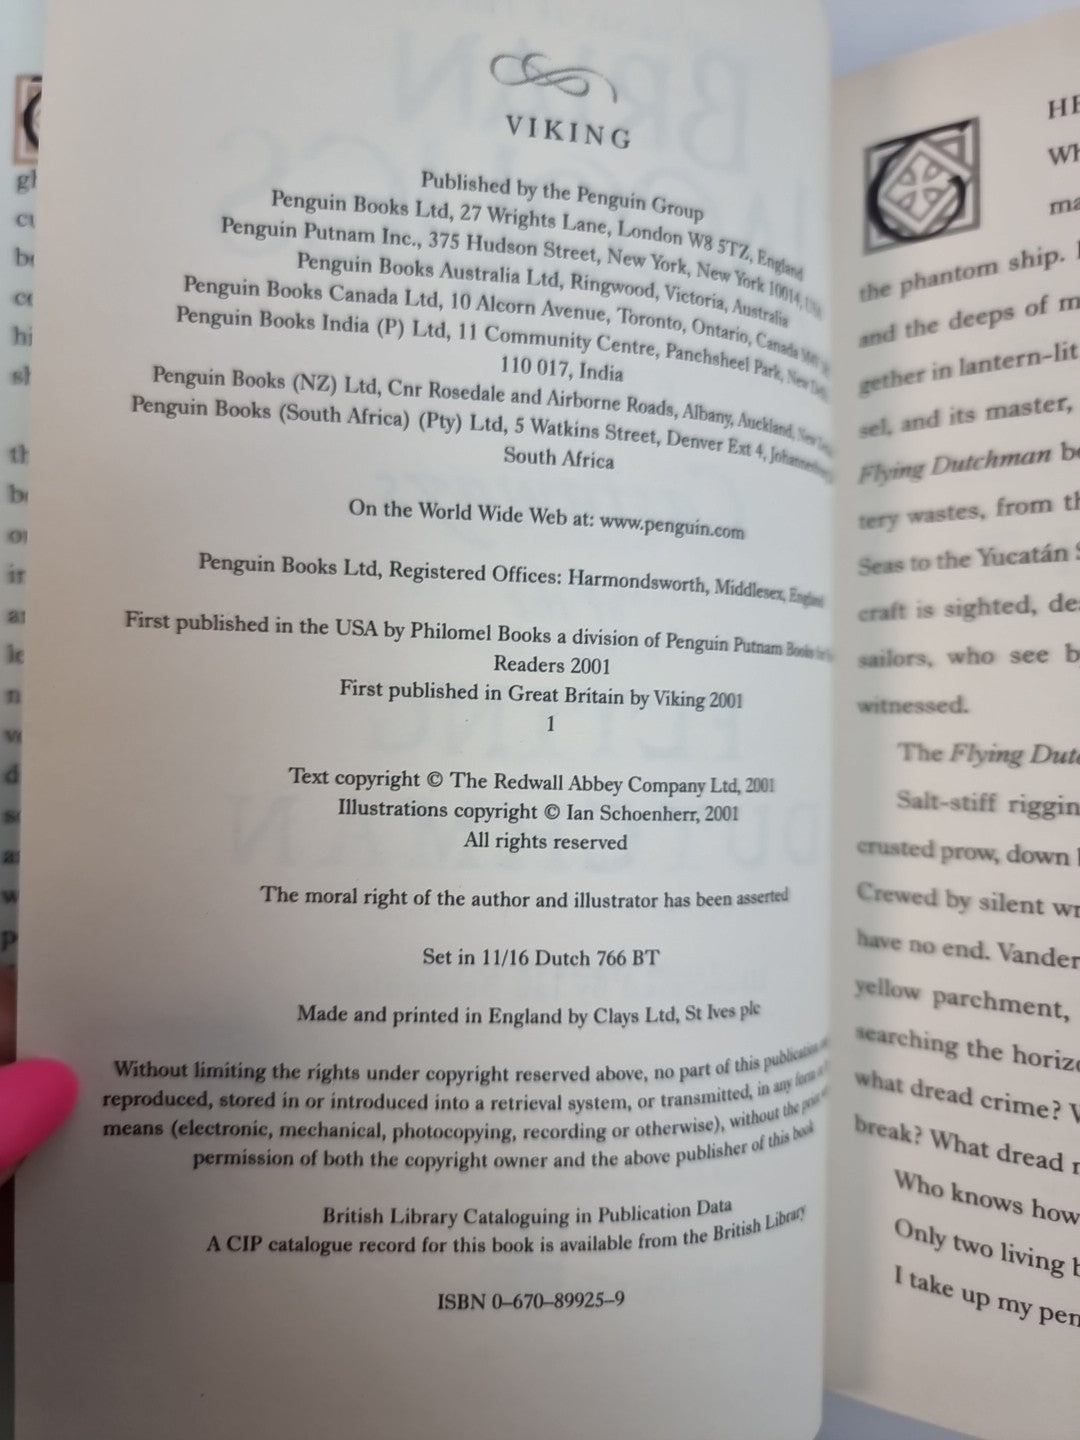 VIKING
Published by the Penguin Group
Penguin Books Ltd, 27 Wrights Lane, London W8 5TZ, England
Penguin Putnam Inc., 375 Hudson Street, New York, New York 10014, USA
Penguin Books Australia Ltd, Ringwood, Victoria, Australia
Penguin Books Canada Ltd, 10 Alcorn Avenue, Toronto, Ontario, Canada
Penguin Books India (P) Ltd, 11 Community Centre, Panchsheel Park, New
110 017, India
Penguin Books (NZ) Ltd, Cnr Rosedale and Airborne Roads, Albany, Auckland, New
Penguin Books (South Africa) (Pty) Ltd, 5 Watkins Street, Denver Ext 4, Johannesburg
South Africa
On the World Wide Web at: www.penguin.com
Penguin Books Ltd, Registered Offices: Harmondsworth, Middlesex, England
First published in the USA by Philomel Books a division of Penguin Putnam Books
Readers 2001
First published in Great Britain by Viking 2001
1
Text copyright © The Redwall Abbey Company Ltd, 2001
Illustrations copyright © Ian Schoenherr, 2001
All rights reserved
The moral right of the author and illustrator has been asserted
Set in 11/16 Dutch 766 BT
Made and printed in England by Clays Ltd, St Ives plc
Without limiting the rights under copyright reserved above, no part of this publication
reproduced, stored in or introduced into a retrieval system, or transmitted, in any form
means (electronic, mechanical, photocopying, recording or otherwise), without the prior
permission of both the copyright owner and the above publisher of this book
British Library Cataloguing in Publication Data
A CIP catalogue record for this book is available from the British Library
ISBN 0–670–89925–9
the phantom ship.
and the deeps of
gether in lantern-lit
sel, and its master,
Flying Dutchman
tery wastes, from
Seas to the Yucatán
craft is sighted,
sailors, who see
witnessed.
The Flying
Salt-stiff
crusted prow, down
Crewed by silent
have no end.
yellow parchment,
searching the
what dread crime?
break? What dread
Who knows how
Only two living
I take up my